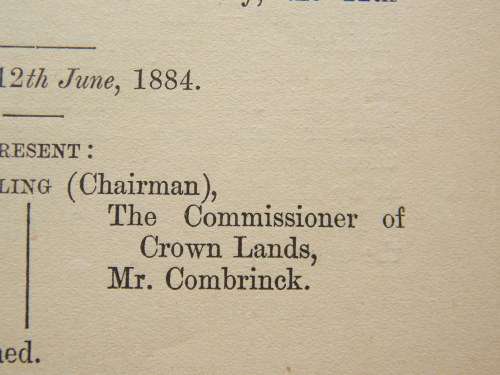 12th June, 1884.
RESENT:
LING (Chairman),
The Commissioner of
Crown Lands,
Mr. Combrinck.
ned.